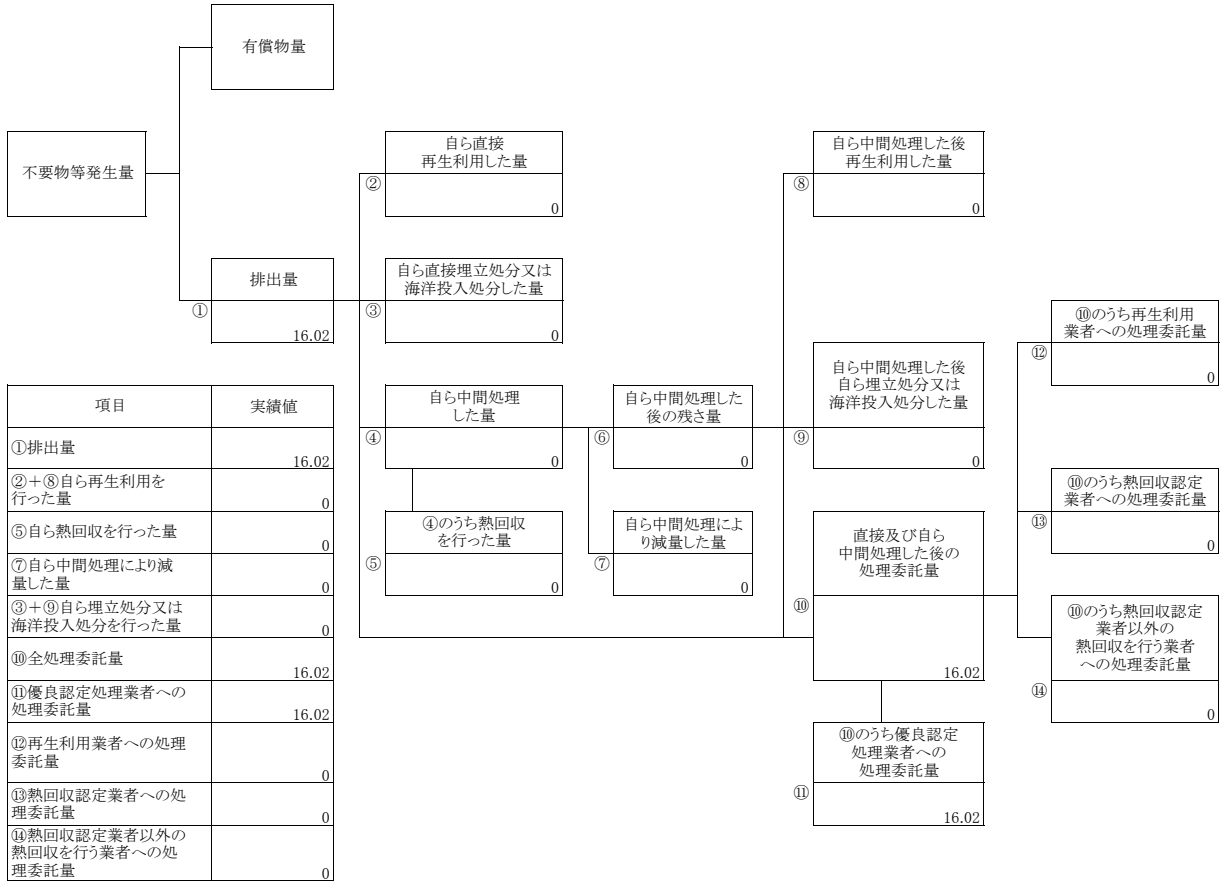 有償物量
不要物等発生量
自ら直接
再生利用した量
②
0
自ら中間処理した後
再生利用した量
⑧
0
排出量
①
16.02
自ら直接埋立処分又は
海洋投入処分した量
③
0
⑩のうち再生利用
業者への処理委託量
⑫
0
自ら中間処理した後
自ら埋立処分又は
海洋投入処分した量
⑨
0
自ら中間処理
した量
④
0
自ら中間処理した
後の残さ量
⑥
0
⑩のうち熱回収認定
業者への処理委託量
⑬
0
④のうち熱回収
を行った量
⑤
0
自ら中間処理によ
り減量した量
⑦
0
直接及び自ら
中間処理した後の
処理委託量
⑩
16.02
⑩のうち熱回収認定
業者以外の
熱回収を行う業者
への処理委託量
⑭
0
⑩のうち優良認定
処理業者への
処理委託量
⑪
16.02
項目 実績値
①排出量
16.02
②＋⑧自ら再生利用を
行った量
0
⑤自ら熱回収を行った量
0
⑦自ら中間処理により減
量した量
0
③＋⑨自ら埋立処分又は
海洋投入処分を行った量
0
⑩全処理委託量
16.02
⑪優良認定処理業者への
処理委託量
16.02
⑫再生利用業者への処理
委託量
0
⑬熱回収認定業者への処
理委託量
0
⑭熱回収認定業者以外の
熱回収を行う業者への処
理委託量
0